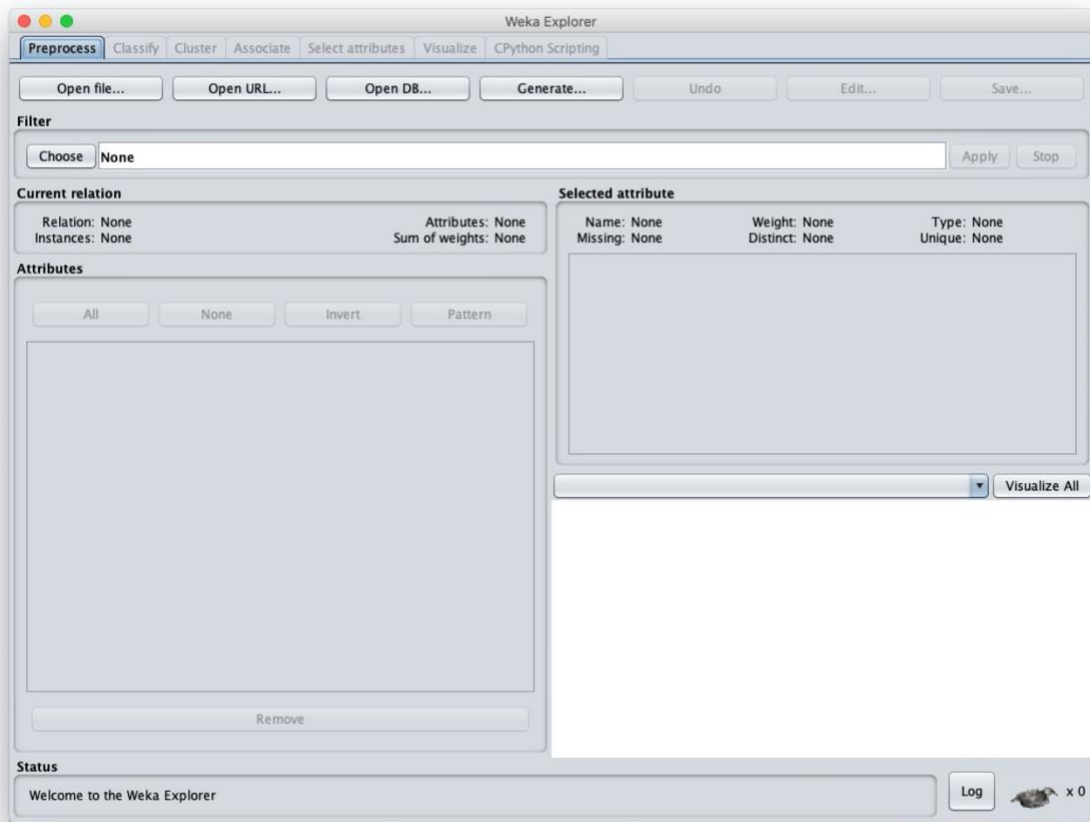 Weka Explorer
Preprocess Classify Cluster Associate Select attributes Visualize CPython Scripting
Open file... Open URL... Open DB... Generate... Undo Edit... Save...
Filter
Choose None Apply Stop
Current relation
Relation: None Attributes: None
Instances: None Sum of weights: None
Selected attribute
Name: None Weight: None Type: None
Missing: None Distinct: None Unique: None
Attributes
All None Invert Pattern
Remove
Visualize All
Status
Welcome to the Weka Explorer
Log x 0